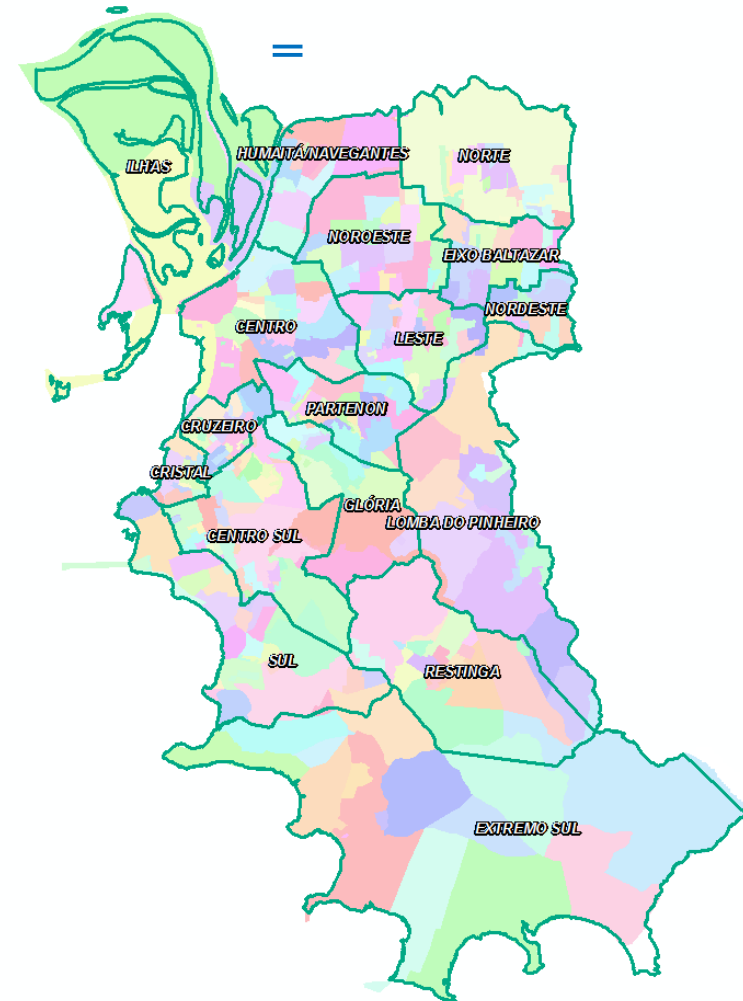 ILHAS
HUMAITÁ/NAVEGANTES
NORTE
NOROESTE
EIXO BALTAZAR
NORDESTE
CENTRO
LESTE
PARTENON
CRUZEIRO
CRISTAL
GLÓRIA
LOMBA DO PINHEIRO
CENTRO SUL
SUL
RESTINGA
EXTREMO SUL